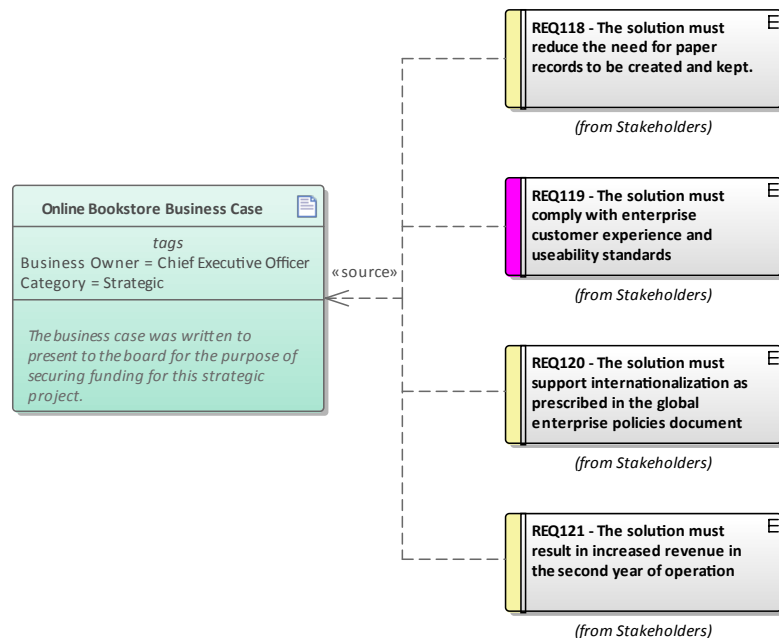 Online Bookstore Business Case
tags
Business Owner = Chief Executive Officer
Category = Strategic
The business case was written to
present to the board for the purpose of
securing funding for this strategic
project.
«source»
REQ118 - The solution must
reduce the need for paper
records to be created and kept.
(from Stakeholders)
REQ119 - The solution must
comply with enterprise
customer experience and
useability standards
(from Stakeholders)
REQ120 - The solution must
support internationalization as
prescribed in the global
enterprise policies document
(from Stakeholders)
REQ121 - The solution must
result in increased revenue in
the second year of operation
(from Stakeholders)